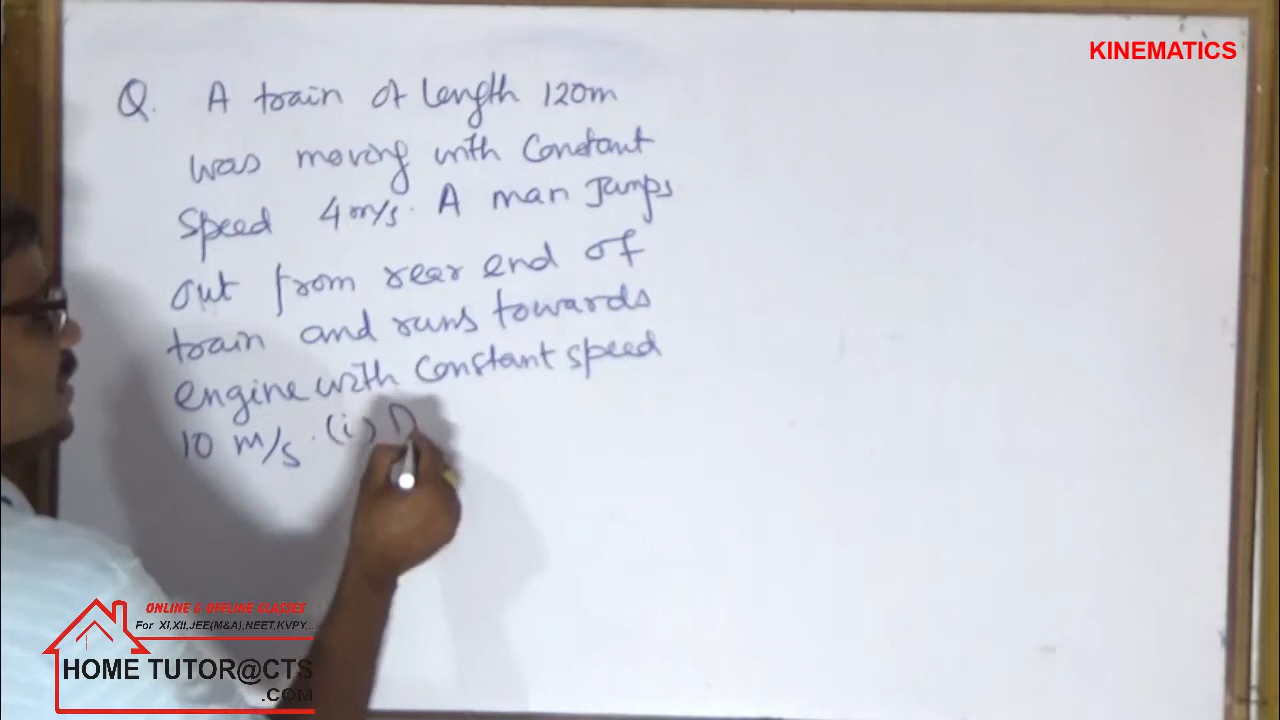 KINEMATICS
Q. A train of length 120m
was moving with Constant
Speed 4m/s. A man Jumps
out from rear end of
train and runs towards
engine with Constant speed
10 m/s. (i) D
ONLINE & OFFLINE CLASSES
For XI,XII,JEE(M&A),NEET,KVPY...
HOME TUTOR@CTS
.COM